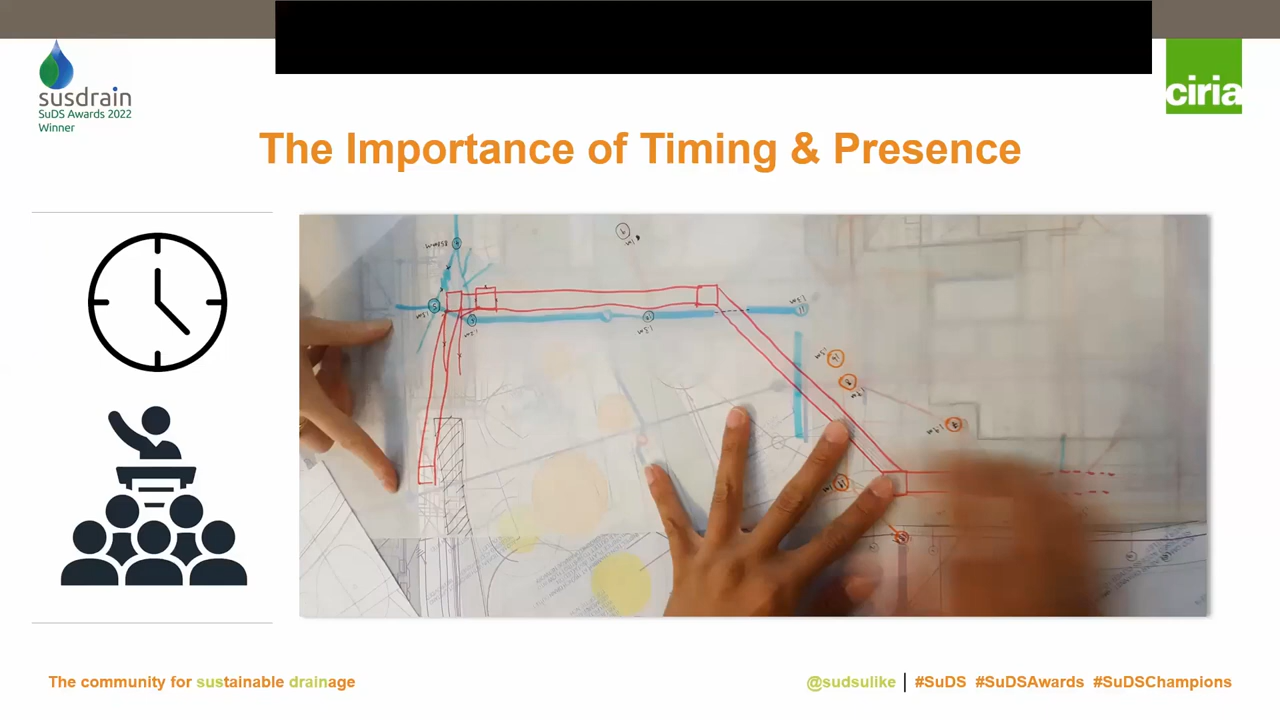 susdrain
SuDS Awards 2022
Winner
ciria
The Importance of Timing & Presence
The community for sustainable drainage
@sudsulike | #SuDS #SuDSAwards #SuDSChampions